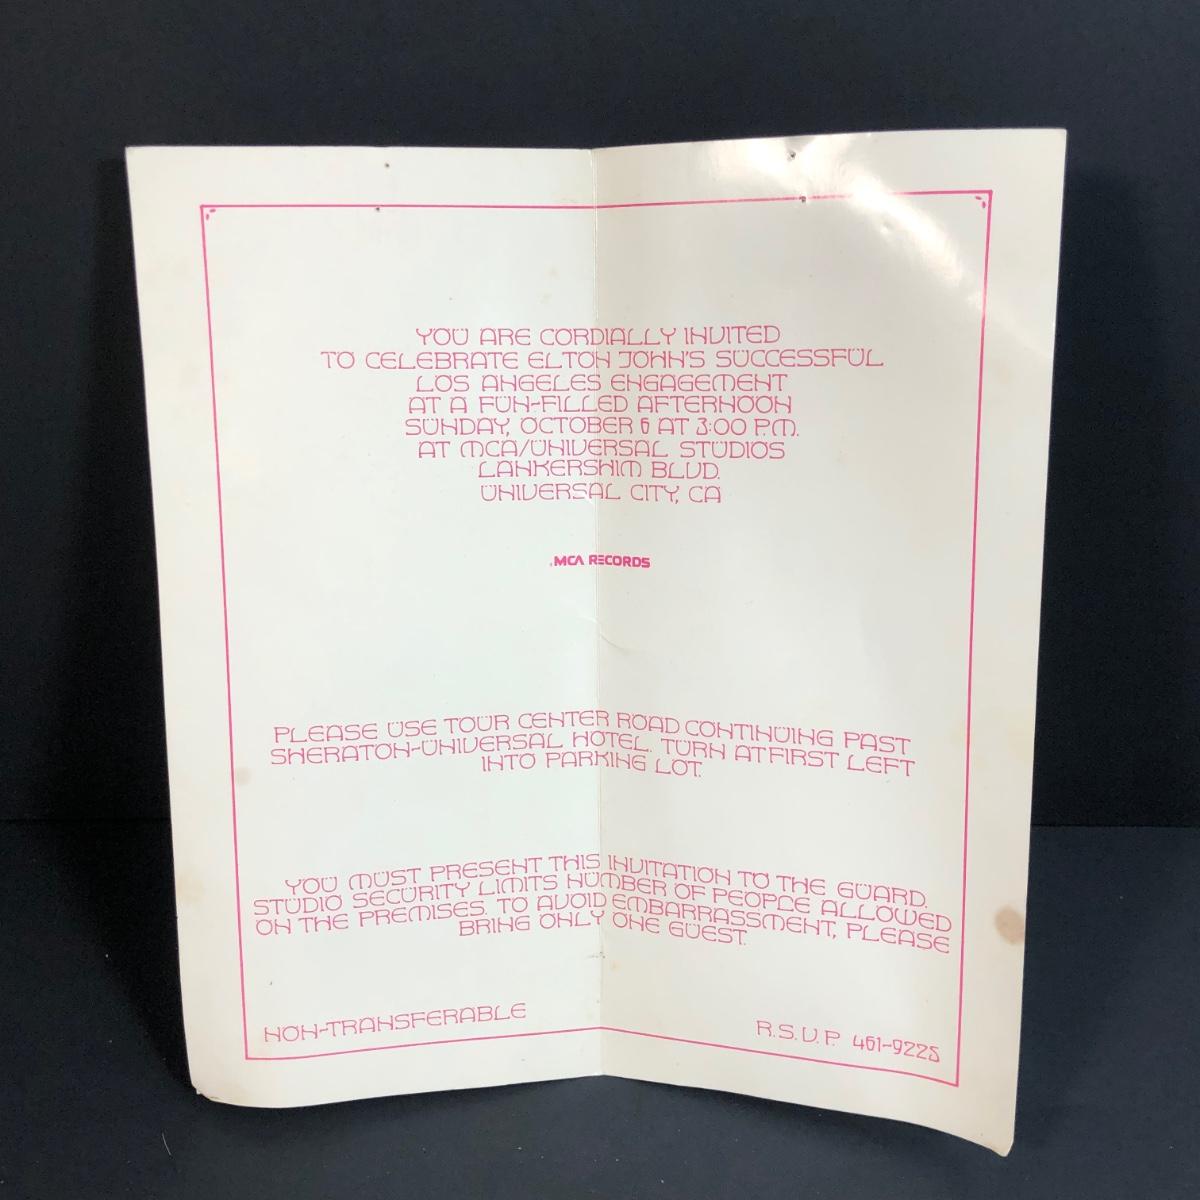 YOU ARE CORDIALLY INVITED
TO CELEBRATE ELTON JOHN'S SUCCESSFUL
LOS ANGELES ENGAGEMENT
AT A FUN-FILLED AFTERNOON
SUNDAY, OCTOBER 6 AT 3:00 P.M.
AT MCA/UNIVERSAL STUDIOS
LANKERSHIM BLVD.
UNIVERSAL CITY, CA
MCA RECORDS
PLEASE USE TOUR CENTER ROAD CONTINUING PAST
SHERATON-UNIVERSAL HOTEL. TURN AT FIRST LEFT
INTO PARKING LOT.
YOU MUST PRESENT THIS INVITATION TO THE GUARD.
STUDIO SECURITY LIMITS NUMBER OF PEOPLE ALLOWED
ON THE PREMISES. TO AVOID EMBARRASSMENT, PLEASE
BRING ONLY ONE GUEST.
NON-TRANSFERABLE
R.S.V.P. 461-9225